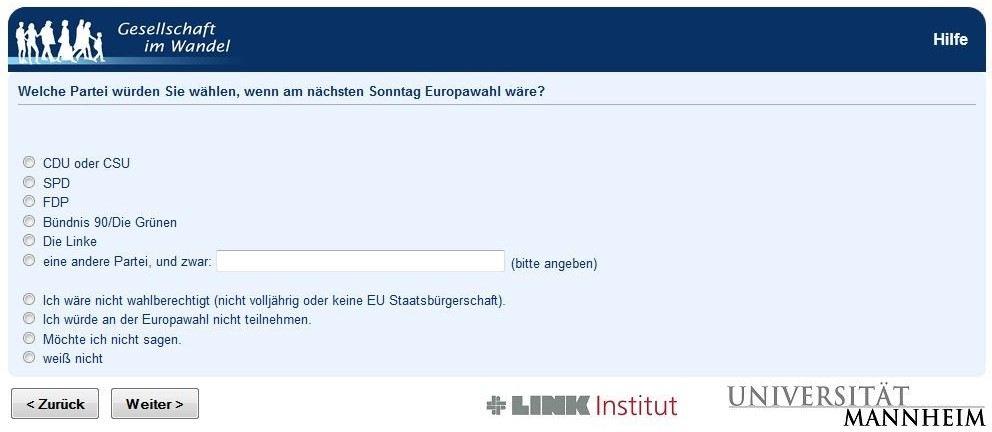 Gesellschaft
im Wandel
Hilfe
Welche Partei würden Sie wählen, wenn am nächsten Sonntag Europawahl wäre?
CDU oder CSU
SPD
FDP
Bündnis 90/Die Grünen
Die Linke
eine andere Partei, und zwar: (bitte angeben)
Ich wäre nicht wahlberechtigt (nicht volljährig oder keine EU Staatsbürgerschaft).
Ich würde an der Europawahl nicht teilnehmen.
Möchte ich nicht sagen.
weiß nicht
< Zurück Weiter >
LINK Institut
UNIVERSITÄT
MANNHEIM